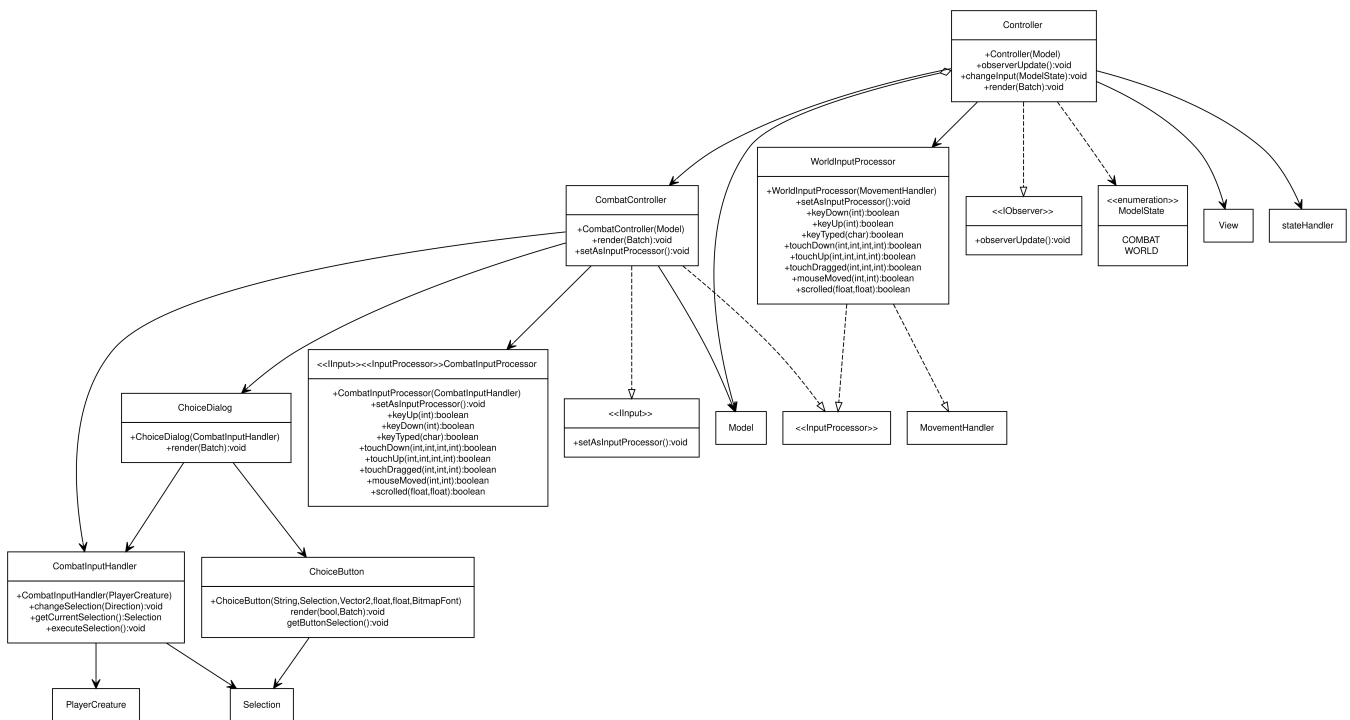 Controller
+Controller(Model)
+observerUpdate():void
+changeInput(ModelState):void
+render(Batch):void
WorldInputProcessor
+WorldInputProcessor(MovementHandler)
+setAsInputProcessor():void
+keyDown(int):boolean
+keyUp(int):boolean
+keyTyped(char):boolean
+touchDown(int,int,int,int):boolean
+touchUp(int,int,int,int):boolean
+touchDragged(int,int,int):boolean
+mouseMoved(int,int):boolean
+scrolled(float,float):boolean
CombatController
+CombatController(Model)
+render(Batch):void
+setAsInputProcessor():void
<<IObserver>>
+observerUpdate():void
<<enumeration>>
ModelState
COMBAT
WORLD
View
stateHandler
<<IInput>><<InputProcessor>>CombatInputProcessor
+CombatInputProcessor(CombatInputHandler)
+setAsInputProcessor():void
+keyUp(int):boolean
+keyDown(int):boolean
+keyTyped(char):boolean
+touchDown(int,int,int,int):boolean
+touchUp(int,int,int,int):boolean
+touchDragged(int,int,int):boolean
+mouseMoved(int,int):boolean
+scrolled(float,float):boolean
ChoiceDialog
+ChoiceDialog(CombatInputHandler)
+render(Batch):void
<<IInput>>
+setAsInputProcessor():void
Model
<<InputProcessor>>
MovementHandler
CombatInputHandler
+CombatInputHandler(PlayerCreature)
+changeSelection(Direction):void
+getCurrentSelection():Selection
+executeSelection():void
ChoiceButton
+ChoiceButton(String,Selection,Vector2,float,float,BitmapFont)
render(bool,Batch):void
getButtonSelection():void
PlayerCreature
Selection